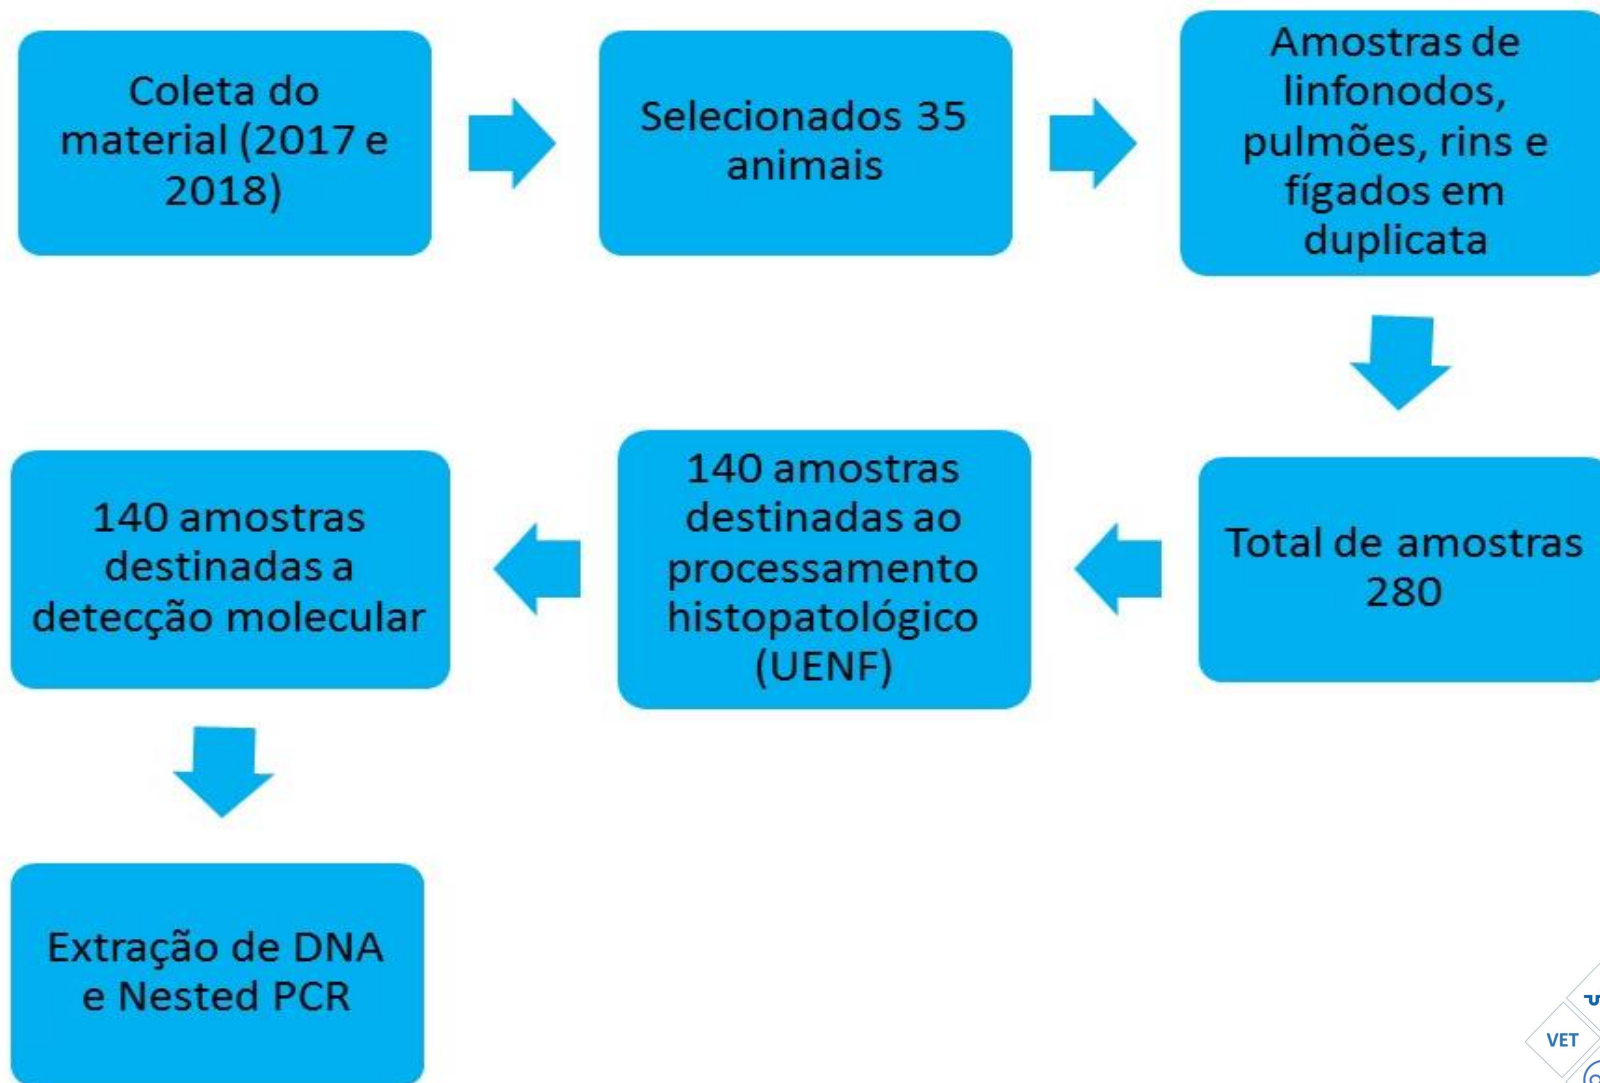 Coleta do
material (2017 e
2018)
Selecionados 35
animais
Amostras de
linfonodos,
pulmões, rins e
fígados em
duplicata
Total de amostras
280
140 amostras
destinadas ao
processamento
histopatológico
(UENF)
140 amostras
destinadas a
detecção molecular
Extração de DNA
e Nested PCR
VET